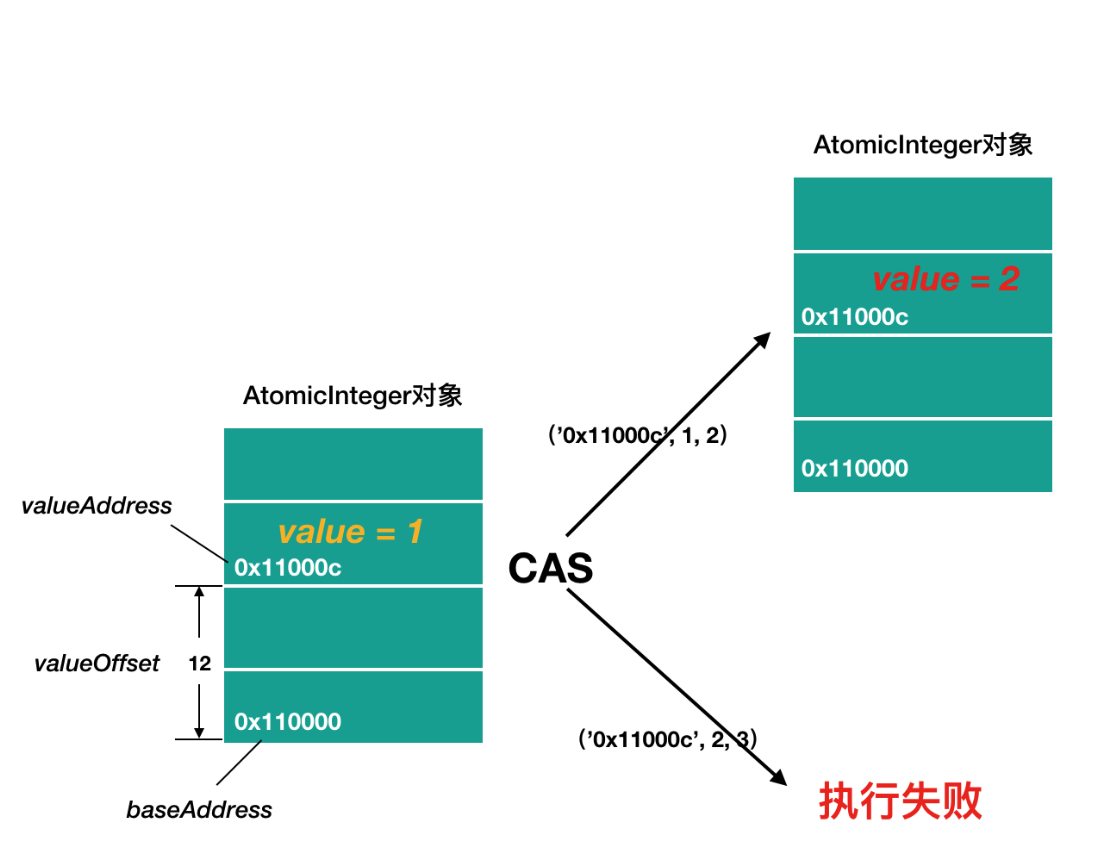 AtomicInteger对象
value = 2
0x11000c
0x110000
AtomicInteger对象
valueAddress
value = 1
0x11000c
valueOffset
12
0x110000
baseAddress
CAS
(’0x11000c’, 1, 2)
(’0x11000c’, 2, 3)
执行失败